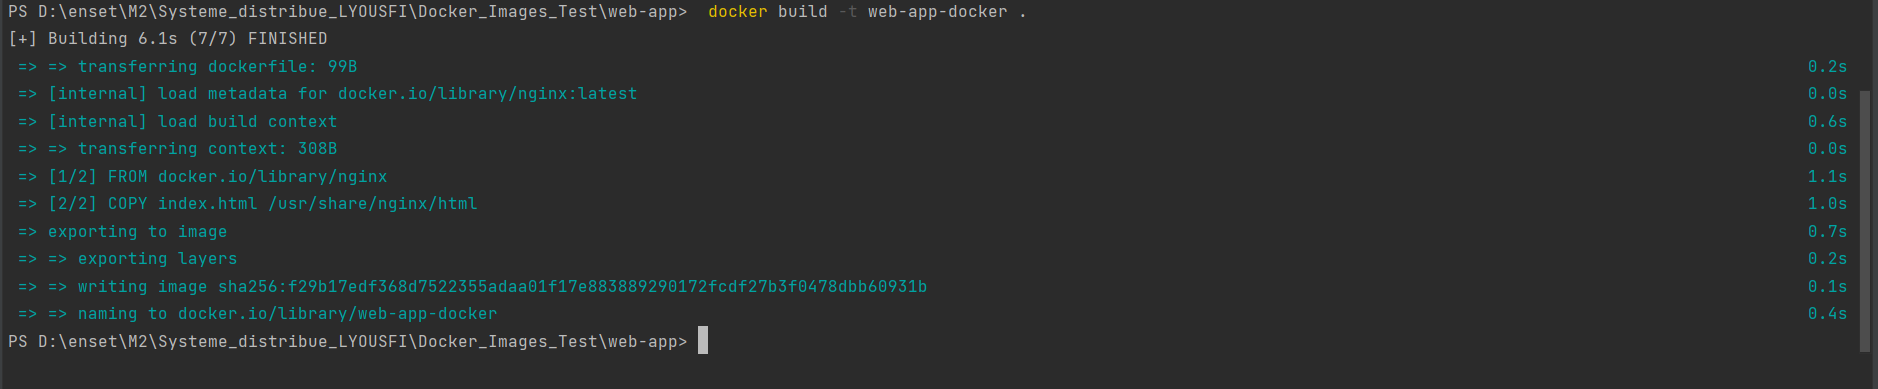 PS D:\enset\M2\Systeme_distribue_LYOUSFI\Docker_Images_Test\web-app>  docker build -t web-app-docker .
[+] Building 6.1s (7/7) FINISHED
 => => transferring dockerfile: 99B 0.2s
 => [internal] load metadata for docker.io/library/nginx:latest 0.0s
 => [internal] load build context 0.6s
 => => transferring context: 308B 0.0s
 => [1/2] FROM docker.io/library/nginx 1.1s
 => [2/2] COPY index.html /usr/share/nginx/html 1.0s
 => exporting to image 0.7s
 => => exporting layers 0.2s
 => => writing image sha256:f29b17edf368d7522355adaa01f17e883889290172fcdf27b3f0478dbb60931b 0.1s
 => => naming to docker.io/library/web-app-docker 0.4s
PS D:\enset\M2\Systeme_distribue_LYOUSFI\Docker_Images_Test\web-app>